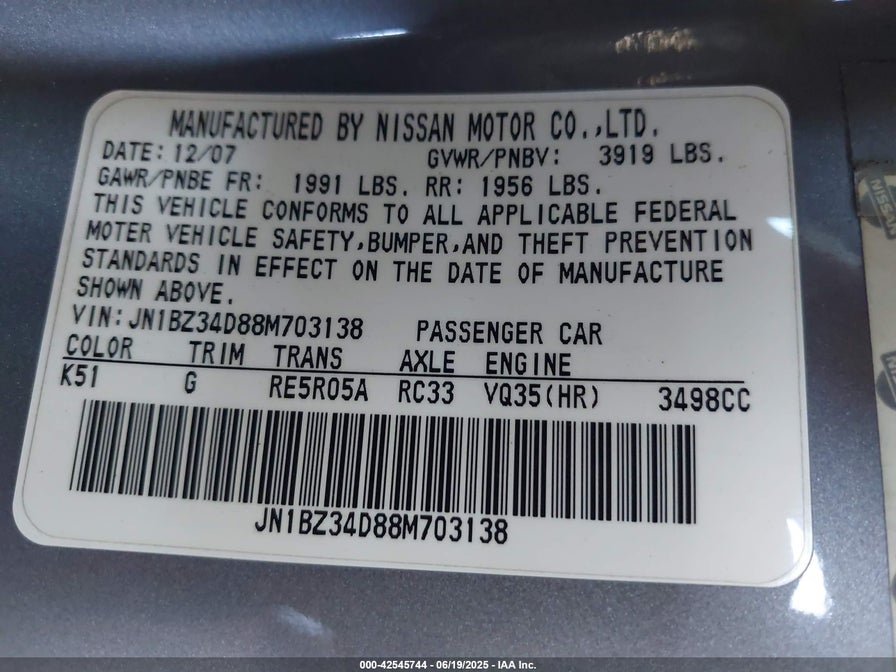 MANUFACTURED BY NISSAN MOTOR CO.,LTD.
DATE: 12/07 GVWR/PNBV: 3919 LBS.
GAWR/PNBE FR: 1991 LBS. RR: 1956 LBS.
THIS VEHICLE CONFORMS TO ALL APPLICABLE FEDERAL
MOTER VEHICLE SAFETY,BUMPER,AND THEFT PREVENTION
STANDARDS IN EFFECT ON THE DATE OF MANUFACTURE
SHOWN ABOVE.
VIN: JN1BZ34D88M703138 PASSENGER CAR
COLOR TRIM TRANS AXLE ENGINE
K51 G RE5R05A RC33 VQ35(HR) 3498CC
JN1BZ34D88M703138
NISSAN
000-42545744 - 06/19/2025 - IAA Inc.